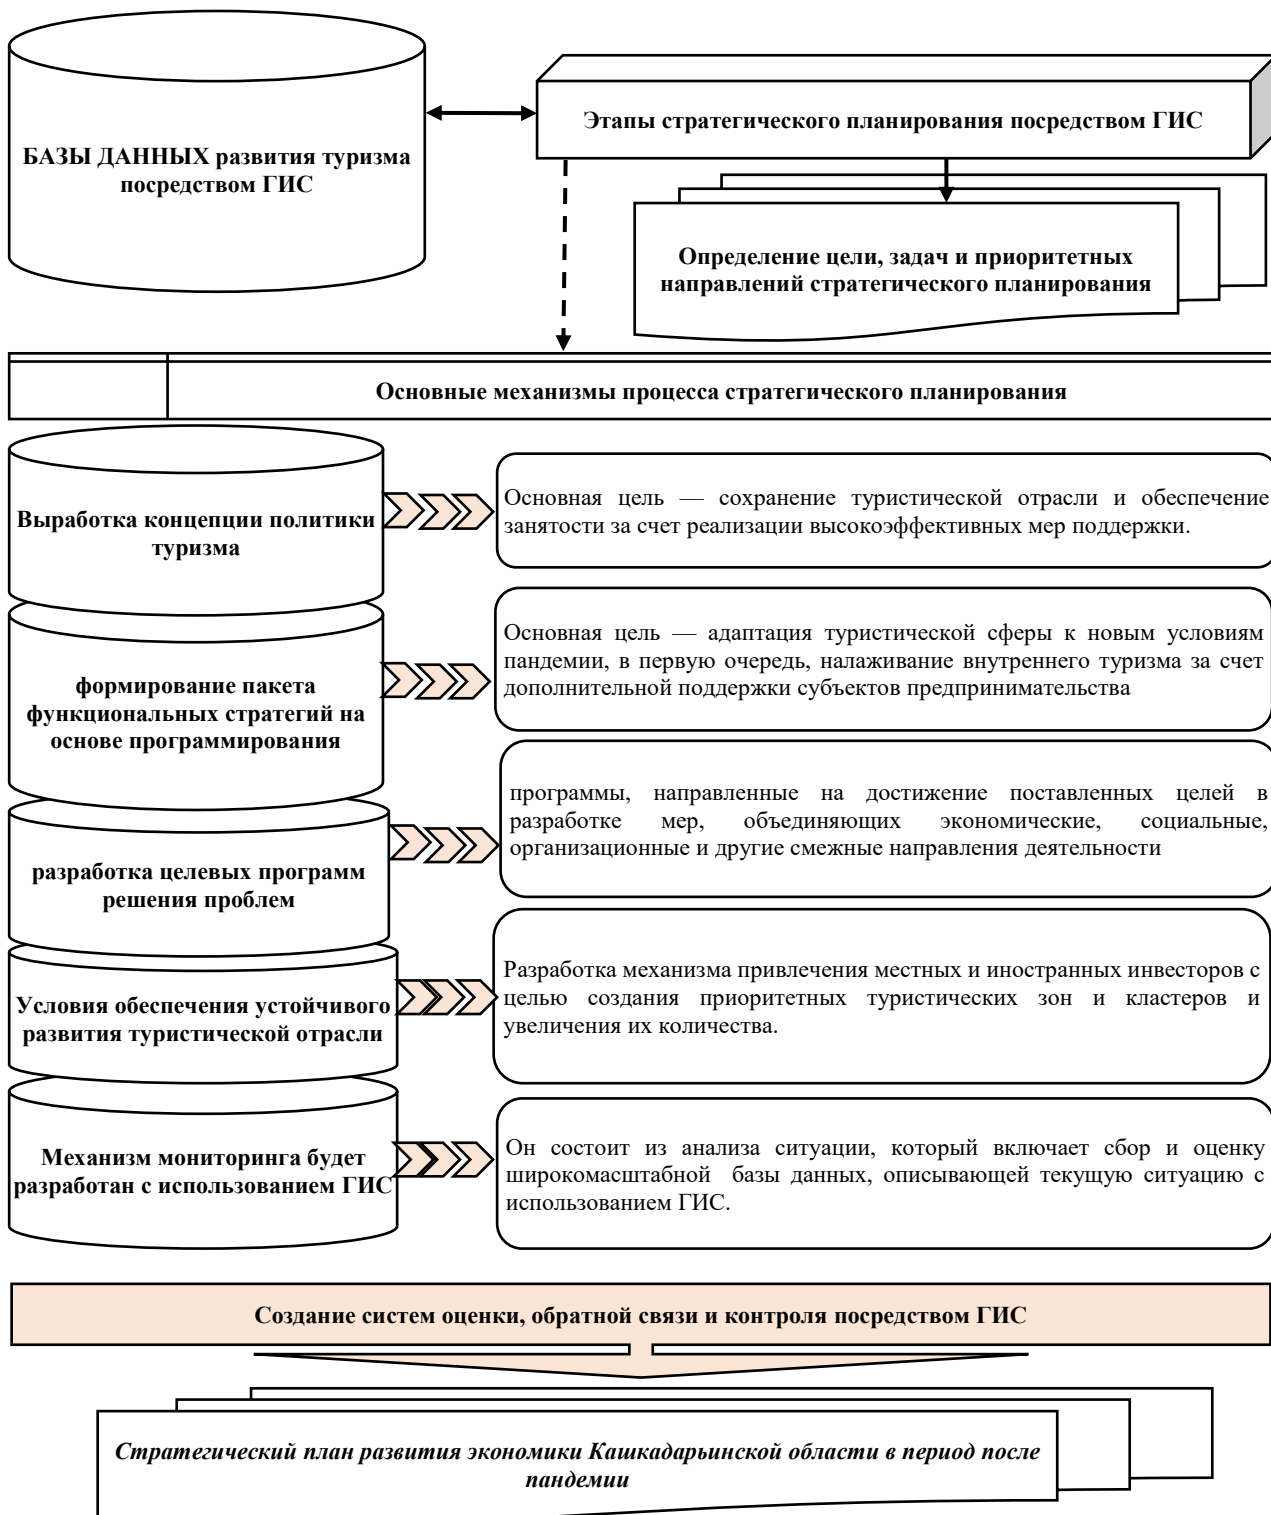 БАЗЫ ДАННЫХ развития туризма
посредством ГИС
Этапы стратегического планирования посредством ГИС
Определение цели, задач и приоритетных
направлений стратегического планирования
Основные механизмы процесса стратегического планирования
Выработка концепции политики
туризма
Основная цель — сохранение туристической отрасли и обеспечение
занятости за счет реализации высокоэффективных мер поддержки.
формирование пакета
функциональных стратегий на
основе программирования
Основная цель — адаптация туристической сферы к новым условиям
пандемии, в первую очередь, налаживание внутреннего туризма за счет
дополнительной поддержки субъектов предпринимательства
разработка целевых программ
решения проблем
программы, направленные на достижение поставленных целей в
разработке мер, объединяющих экономические, социальные,
организационные и другие смежные направления деятельности
Условия обеспечения устойчивого
развития туристической отрасли
Разработка механизма привлечения местных и иностранных инвесторов с
целью создания приоритетных туристических зон и кластеров и
увеличения их количества.
Механизм мониторинга будет
разработан с использованием ГИС
Он состоит из анализа ситуации, который включает сбор и оценку
широкомасштабной базы данных, описывающей текущую ситуацию с
использованием ГИС.
Создание систем оценки, обратной связи и контроля посредством ГИС
Стратегический план развития экономики Кашкадарьинской области в период после
пандемии